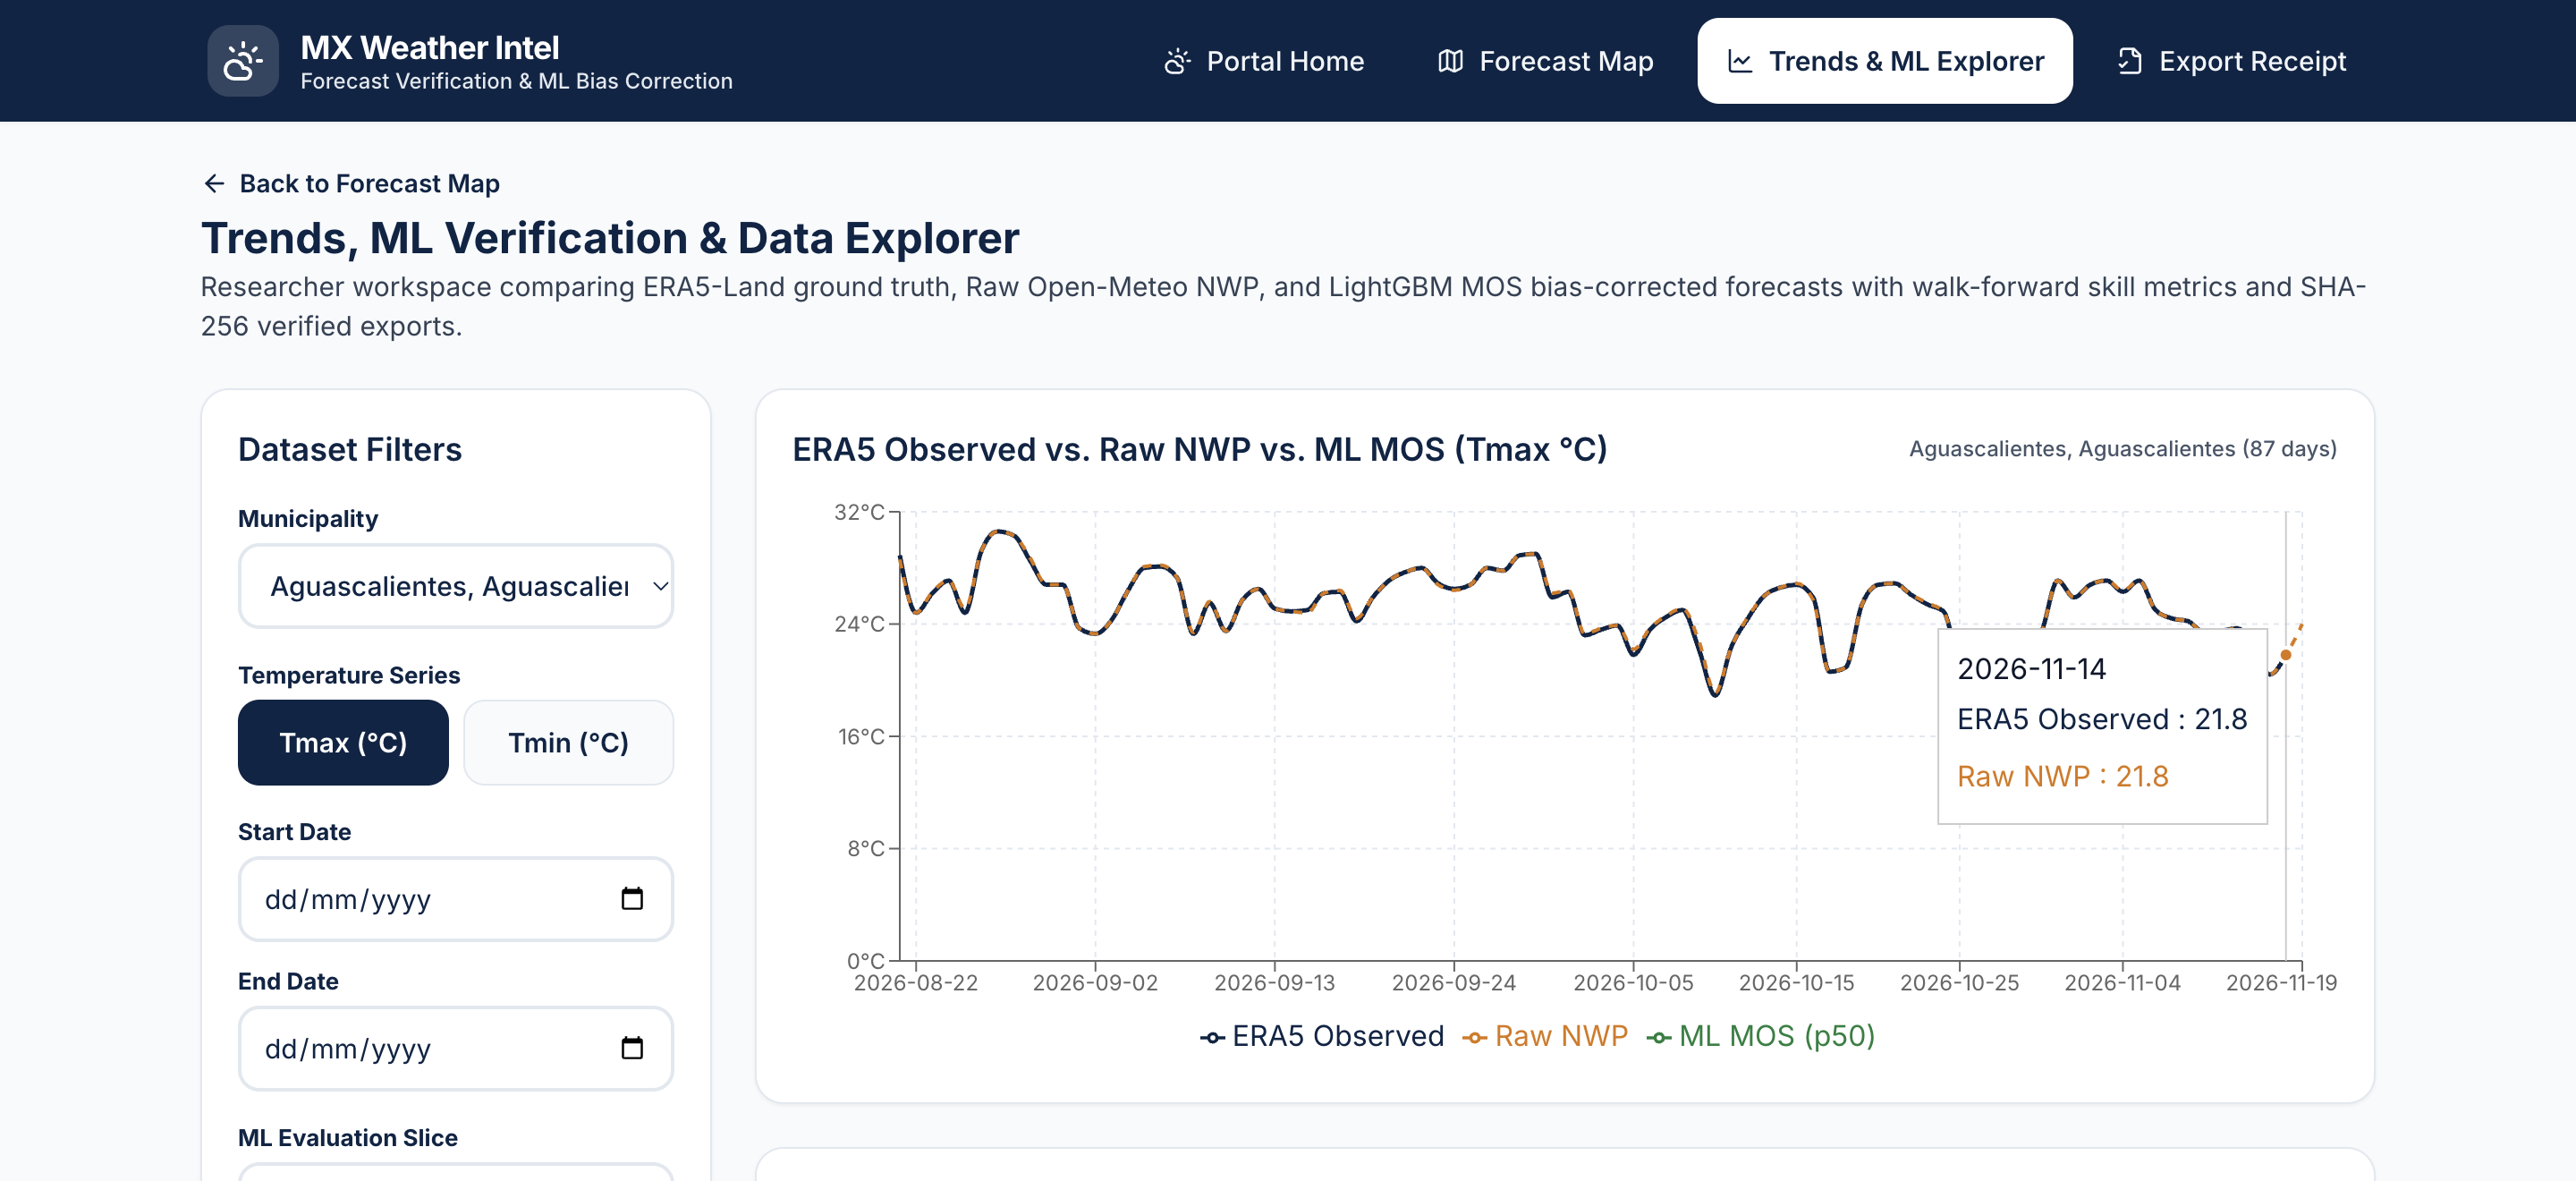 MX Weather Intel
Forecast Verification & ML Bias Correction
Portal Home
Forecast Map
Trends & ML Explorer
Export Receipt
Back to Forecast Map
Trends, ML Verification & Data Explorer
Researcher workspace comparing ERA5-Land ground truth, Raw Open-Meteo NWP, and LightGBM MOS bias-corrected forecasts with walk-forward skill metrics and SHA-
256 verified exports.
Dataset Filters
Municipality
Aguascalientes, Aguascalien
Temperature Series
Tmax (°C)
Tmin (°C)
Start Date
dd/mm/yyyy
End Date
dd/mm/yyyy
ML Evaluation Slice
ERA5 Observed vs. Raw NWP vs. ML MOS (Tmax °C)
Aguascalientes, Aguascalientes (87 days)
32°C
24°C
16°C
8°C
0°C
2026-11-14
ERA5 Observed : 21.8
Raw NWP : 21.8
2026-08-22
2026-09-02
2026-09-13
2026-09-24
2026-10-05
2026-10-15
2026-10-25
2026-11-04
2026-11-19
ERA5 Observed
Raw NWP
ML MOS (p50)